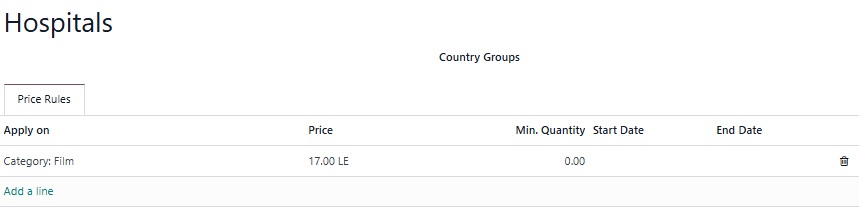 Hospitals
Country Groups
Price Rules
Apply on Price Min. Quantity Start Date End Date
Category: Film 17.00 LE 0.00
Add a line